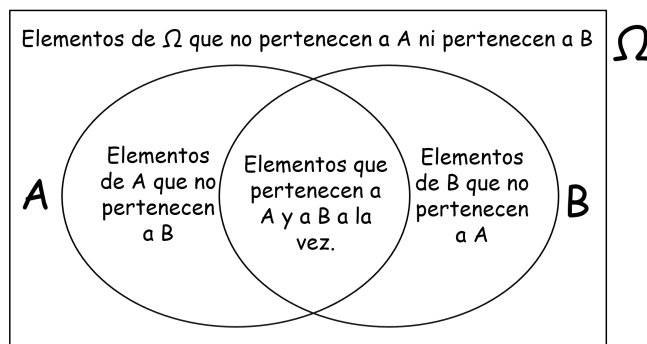 Elementos de Ω que no pertenecen a A ni pertenecen a B
Ω
A
Elementos
de A que no
pertenecen
a B
Elementos que
pertenecen a
A y a B a la
vez.
Elementos
de B que no
pertenecen
a A
B